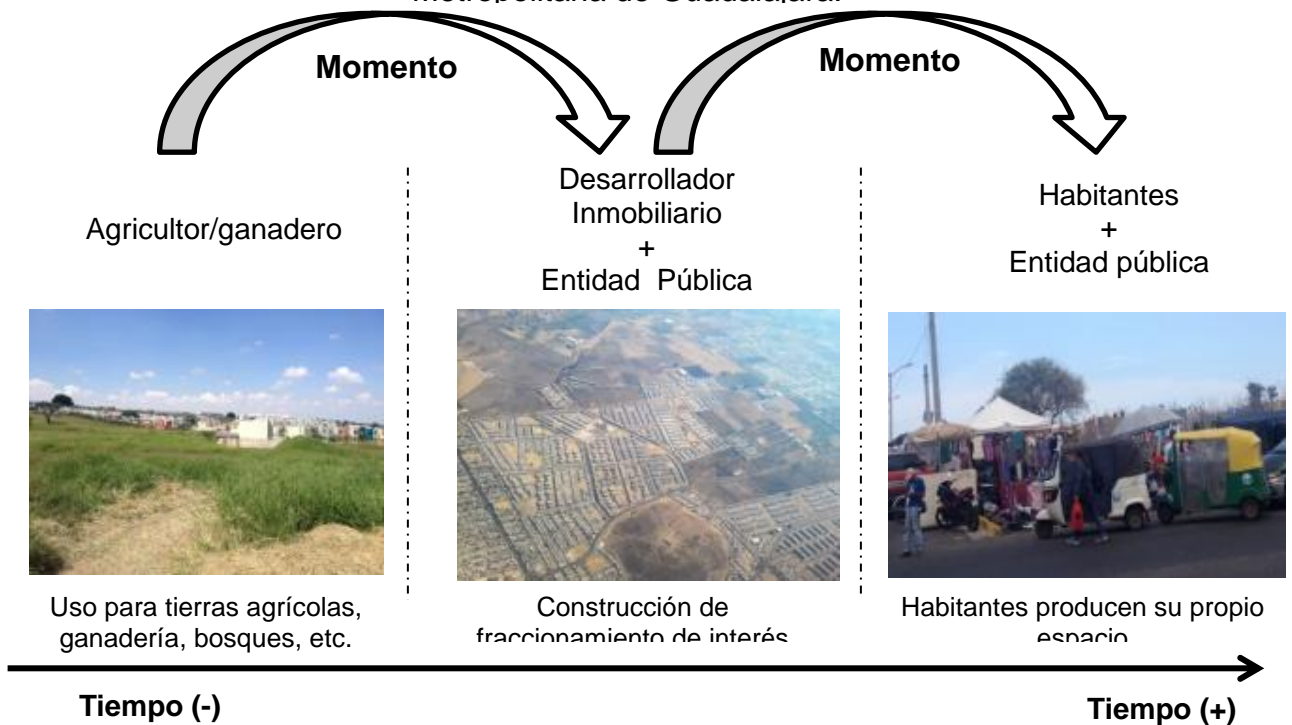 Metropolitana de Guadalajara.
Momento
Momento
Agricultor/ganadero
Desarrollador
Inmobiliario
+
Entidad Pública
Habitantes
+
Entidad pública
Uso para tierras agrícolas,
ganadería, bosques, etc.
Construcción de
fraccionamiento de interés
Habitantes producen su propio
espacio
Tiempo (-)
Tiempo (+)